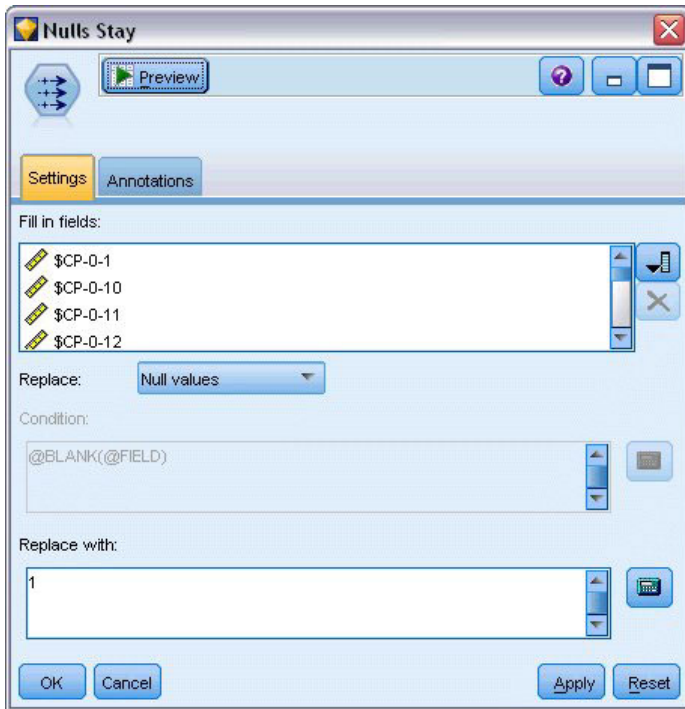 Nulls Stay
Preview
?
Settings Annotations
Fill in fields:
$CP-0-1
$CP-0-10
$CP-0-11
$CP-0-12
Replace: Null values
Condition:
@BLANK(@FIELD)
Replace with:
1
OK Cancel Apply Reset